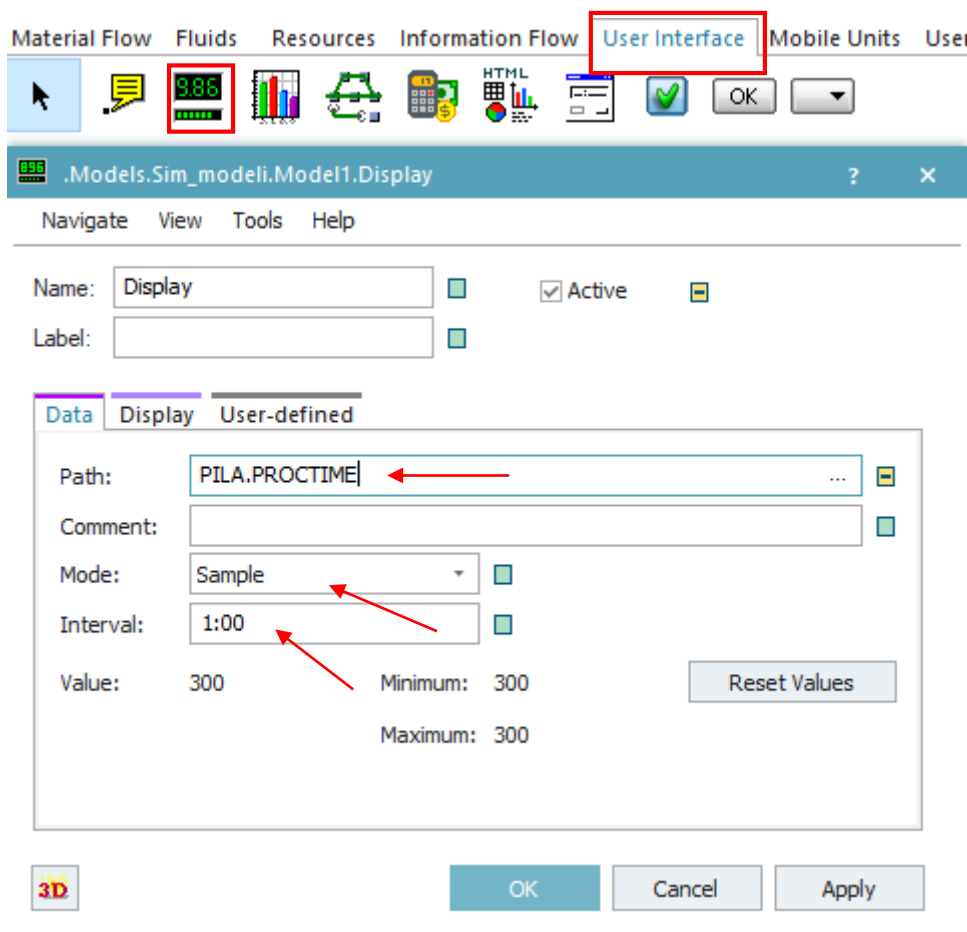 Material Flow Fluids Resources Information Flow User Interface Mobile Units User
9.86 HTML OK
.Models.Sim_modeli.Model1.Display ? ×
Navigate View Tools Help
Name: Display Active
Label:
Data Display User-defined
Path: PILA.PROCTIME ...
Comment:
Mode: Sample
Interval: 1:00
Value: 300 Minimum: 300 Reset Values
Maximum: 300
3D OK Cancel Apply